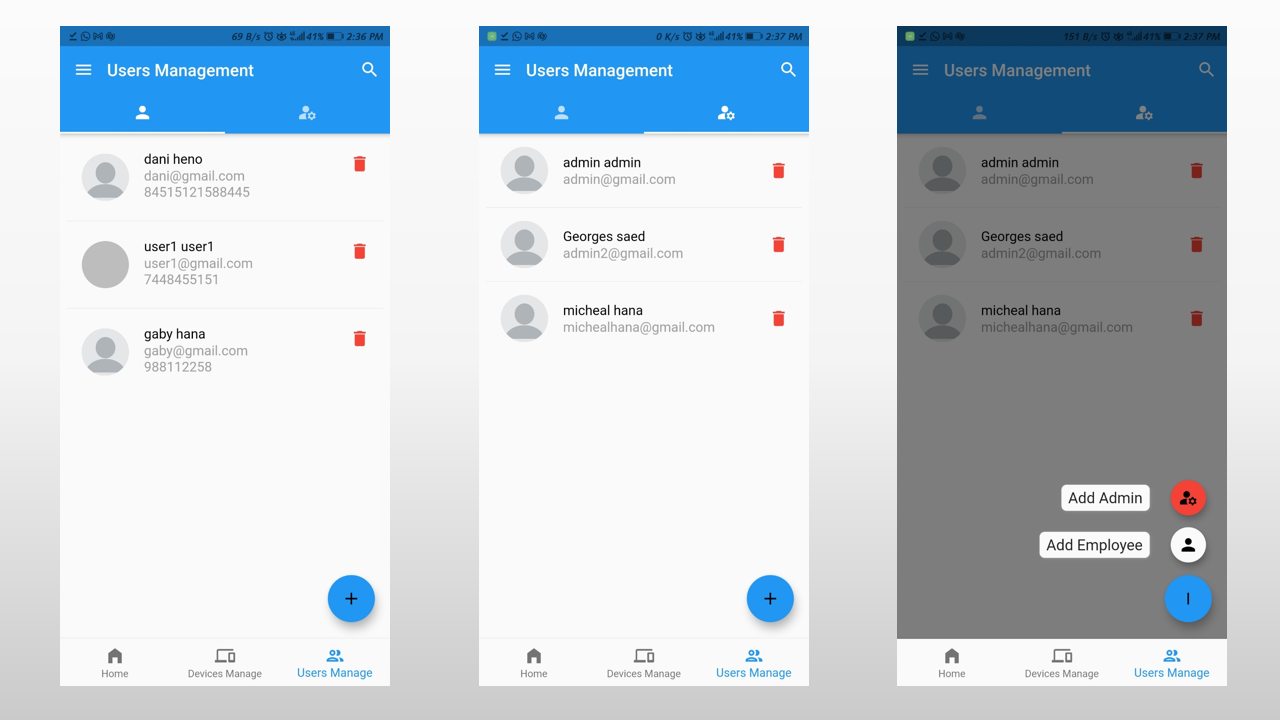 69 B/s 41% 2:36 PM
Users Management
dani heno
dani@gmail.com
84515121588445
user1 user1
user1@gmail.com
7448455151
gaby hana
gaby@gmail.com
988112258
+
Home Devices Manage Users Manage
0 K/s 41% 2:37 PM
Users Management
admin admin
admin@gmail.com
Georges saed
admin2@gmail.com
micheal hana
michealhana@gmail.com
+
Home Devices Manage Users Manage
151 B/s 41% 2:37 PM
Users Management
admin admin
admin@gmail.com
Georges saed
admin2@gmail.com
micheal hana
michealhana@gmail.com
Add Admin
Add Employee
Home Devices Manage Users Manage